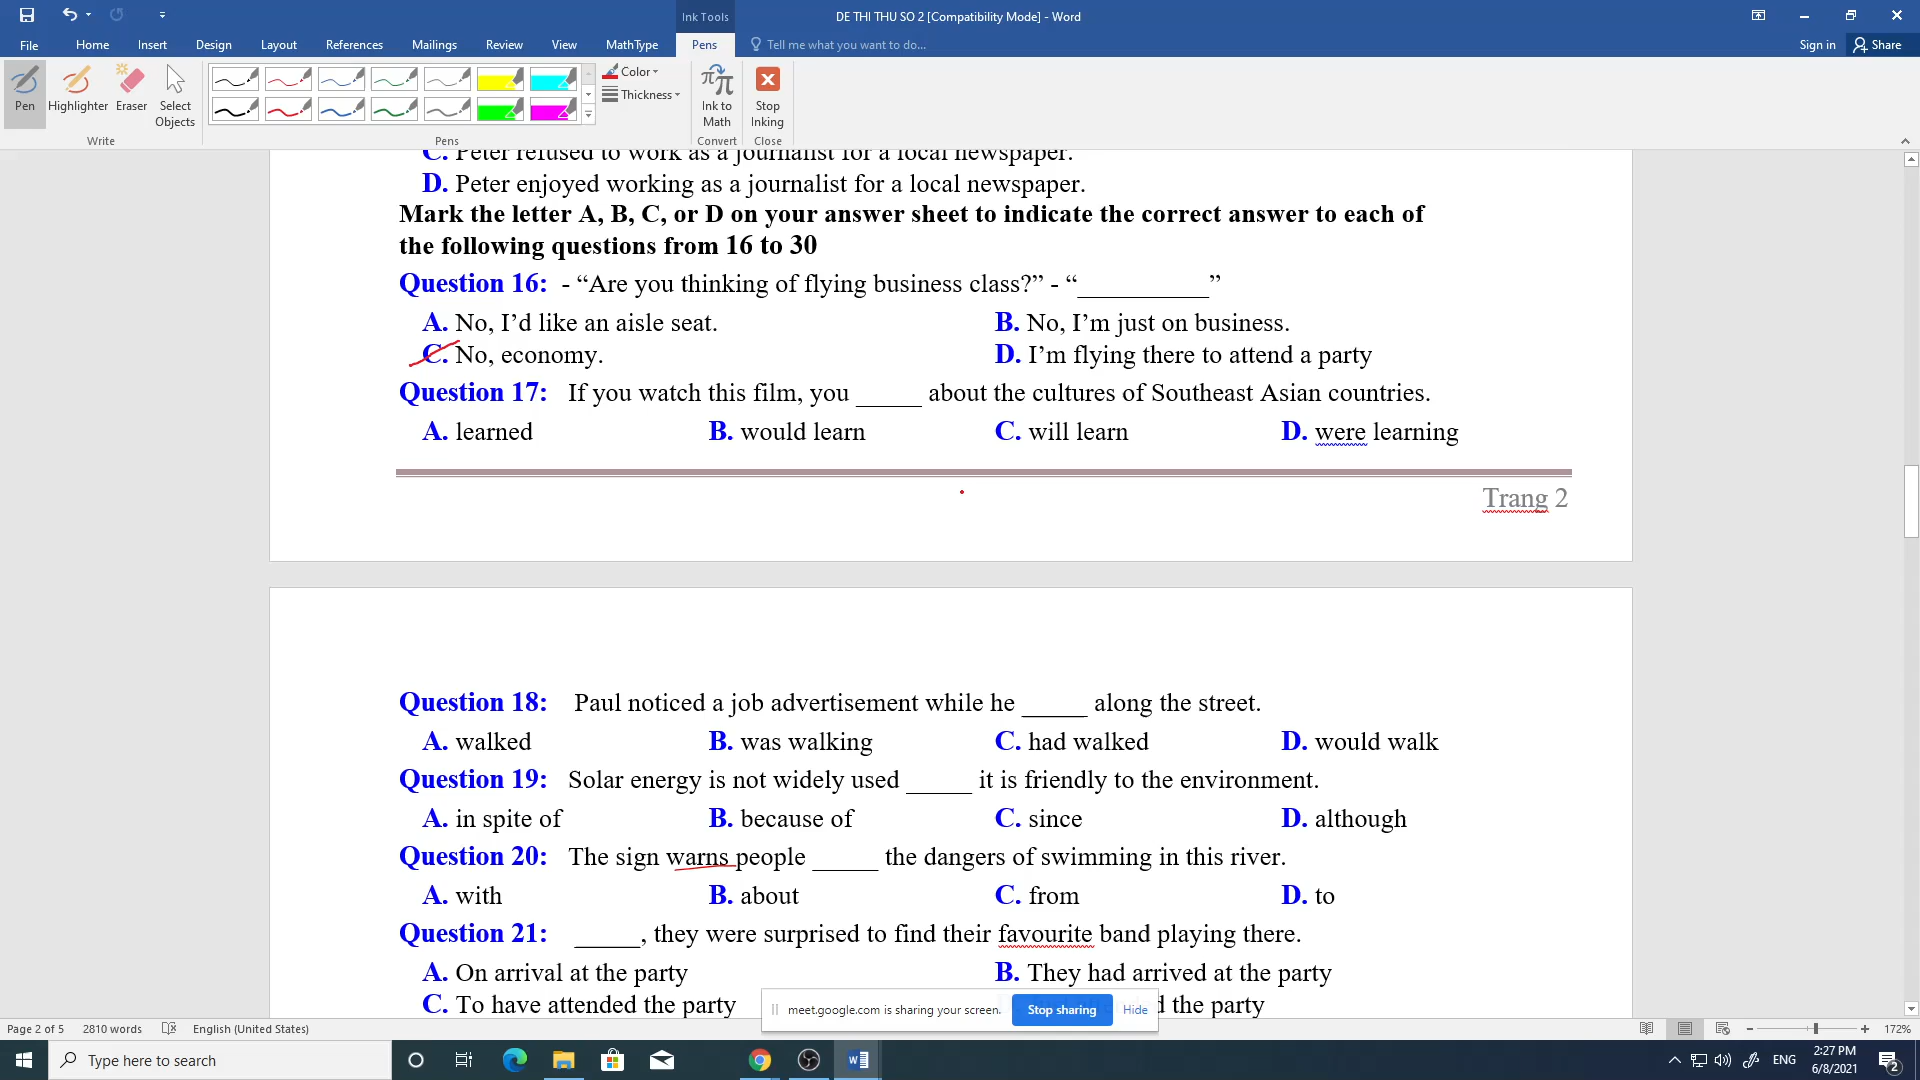 DE THI THU SO 2 [Compatibility Mode] - Word
Ink Tools
File Home Insert Design Layout References Mailings Review View MathType Pens Tell me what you want to do... Sign in Share
Pen Highlighter Eraser Select Objects
Color
Thickness
Ink to Math
Stop Inking
Write Pens Convert Close
C. Peter refused to work as a journalist for a local newspaper.
D. Peter enjoyed working as a journalist for a local newspaper.
Mark the letter A, B, C, or D on your answer sheet to indicate the correct answer to each of
the following questions from 16 to 30
Question 16: - “Are you thinking of flying business class?” - “__________”
A. No, I’d like an aisle seat. B. No, I’m just on business.
C. No, economy. D. I’m flying there to attend a party
Question 17: If you watch this film, you _____ about the cultures of Southeast Asian countries.
A. learned B. would learn C. will learn D. were learning
Trang 2
Question 18: Paul noticed a job advertisement while he _____ along the street.
A. walked B. was walking C. had walked D. would walk
Question 19: Solar energy is not widely used _____ it is friendly to the environment.
A. in spite of B. because of C. since D. although
Question 20: The sign warns people _____ the dangers of swimming in this river.
A. with B. about C. from D. to
Question 21: _____, they were surprised to find their favourite band playing there.
A. On arrival at the party B. They had arrived at the party
C. To have attended the party d the party
meet.google.com is sharing your screen. Stop sharing Hide
Page 2 of 5 2810 words English (United States) 172%
Type here to search
ENG
2:27 PM
6/8/2021
2